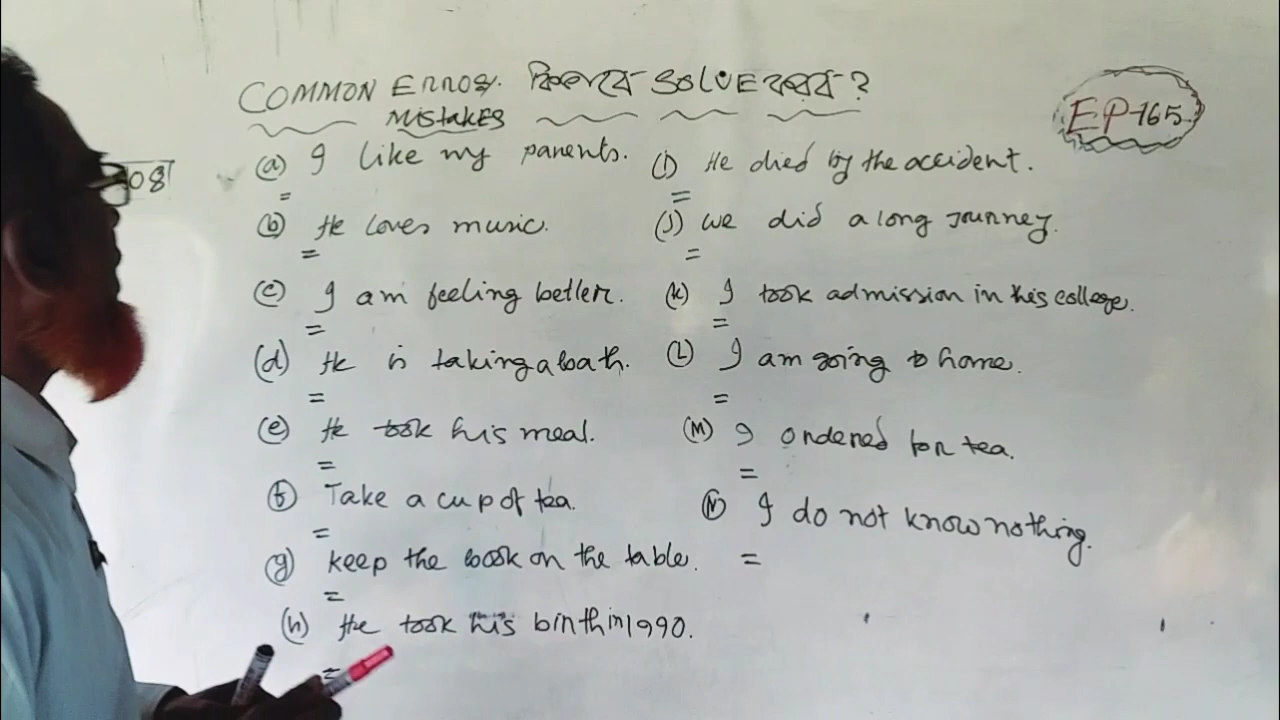 COMMON ERROS. কিভাবে SOLVE করব?
MistaKES
EP-165
08
(a) I like my parents.
=
(b) He loves music.
=
(c) I am feeling better.
=
(d) He is taking a bath.
=
(e) He took his meal.
=
(f) Take a cup of tea.
=
(g) keep the book on the table.
=
(h) He took his birth in 1990.
=
(i) He died by the accident.
=
(J) we did a long Journey.
=
(k) I took admission in this college.
=
(L) I am going to home.
=
(M) I ordered for tea.
=
(N) I do not know nothing.
=